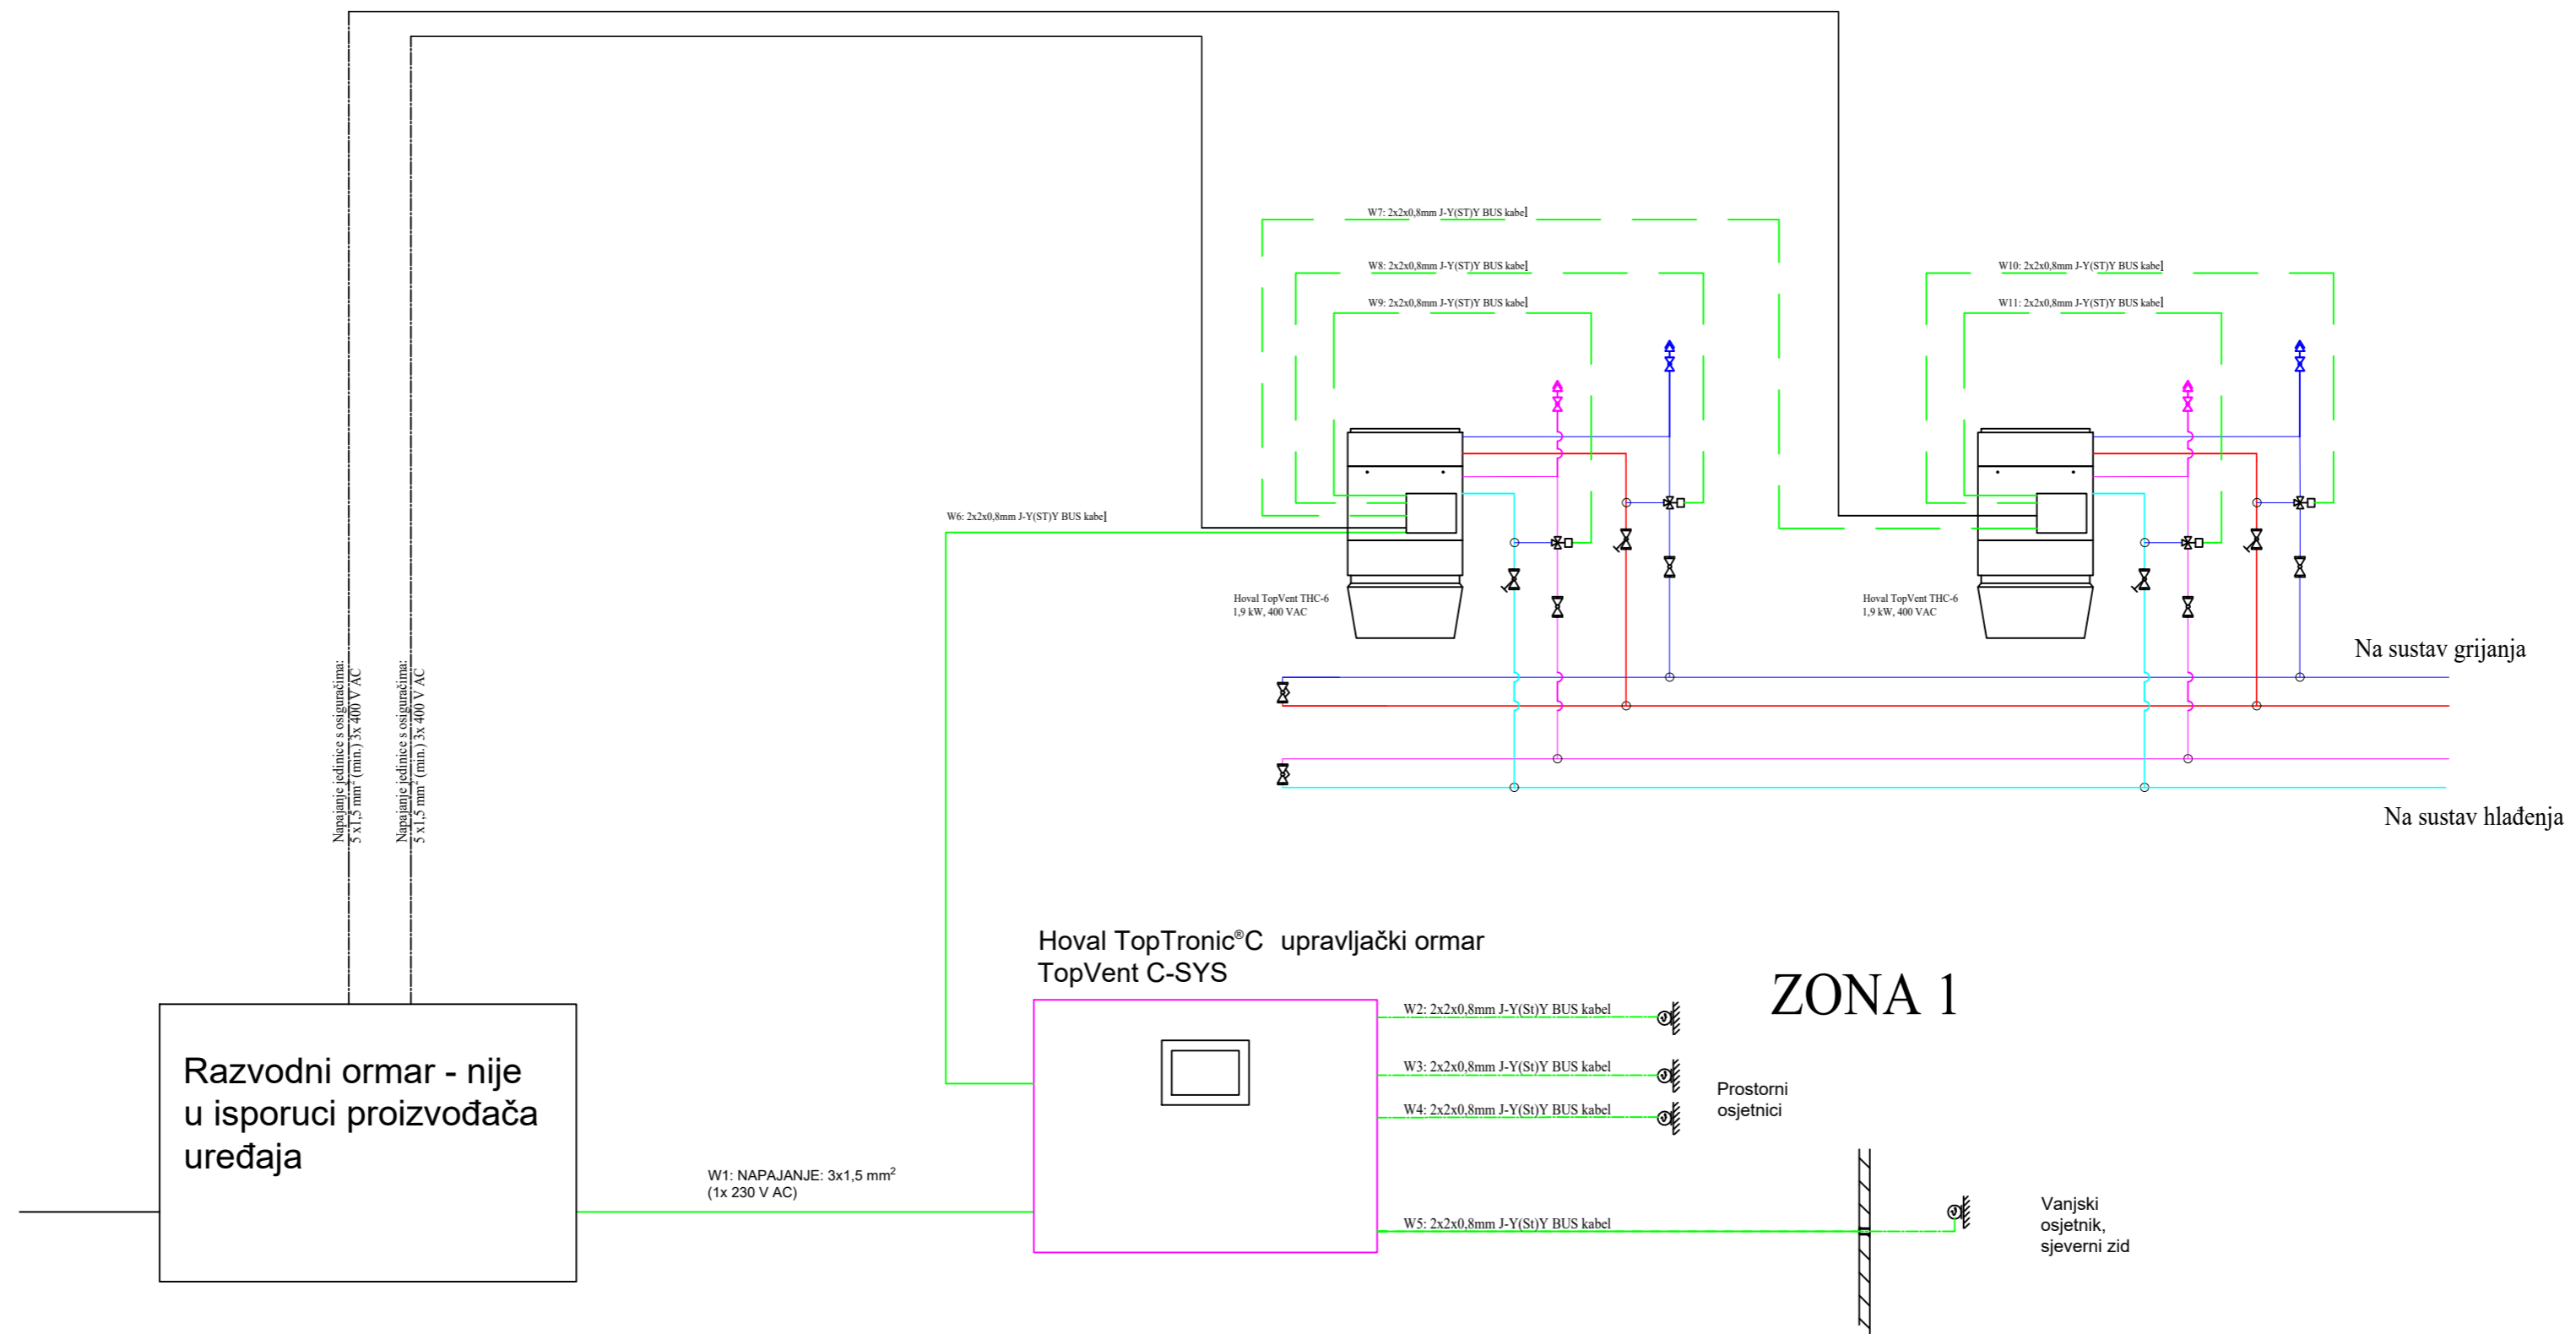 W7: 2x2x0,8mm J-Y(ST)Y BUS kabel
W8: 2x2x0,8mm J-Y(ST)Y BUS kabel
W10: 2x2x0,8mm J-Y(ST)Y BUS kabel
W9: 2x2x0,8mm J-Y(ST)Y BUS kabel
W11: 2x2x0,8mm J-Y(ST)Y BUS kabel
W6: 2x2x0,8mm J-Y(ST)Y BUS kabel
Hoval TopVent THC-6
1,9 kW, 400 VAC
Hoval TopVent THC-6
1,9 kW, 400 VAC
Na sustav grijanja
Napajanje jedinice s osiguračima:
5 x1,5 mm² (min.) 3x 400 V AC
Napajanje jedinice s osiguračima:
5 x1,5 mm² (min.) 3x 400 V AC
Na sustav hlađenja
Hoval TopTronic®C upravljački ormar
TopVent C-SYS
ZONA 1
W2: 2x2x0,8mm J-Y(St)Y BUS kabel
W3: 2x2x0,8mm J-Y(St)Y BUS kabel
W4: 2x2x0,8mm J-Y(St)Y BUS kabel
Prostorni
osjetnici
Razvodni ormar - nije
u isporuci proizvođača
uređaja
W1: NAPAJANJE: 3x1,5 mm²
(1x 230 V AC)
W5: 2x2x0,8mm J-Y(St)Y BUS kabel
Vanjski
osjetnik,
sjeverni zid